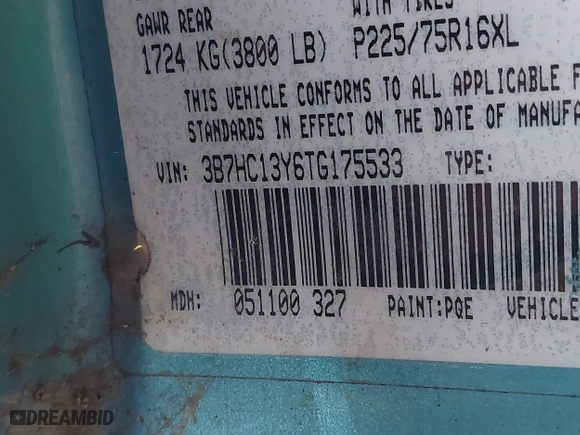 GAWR REAR WITH TIRES
1724 KG(3800 LB) P225/75R16XL
THIS VEHICLE CONFORMS TO ALL APPLICABLE F
STANDARDS IN EFFECT ON THE DATE OF MANUFA
VIN: 3B7HC13Y6TG175533 TYPE:
MDH: 051100 327 PAINT:PQE VEHICLE
DREAMBID